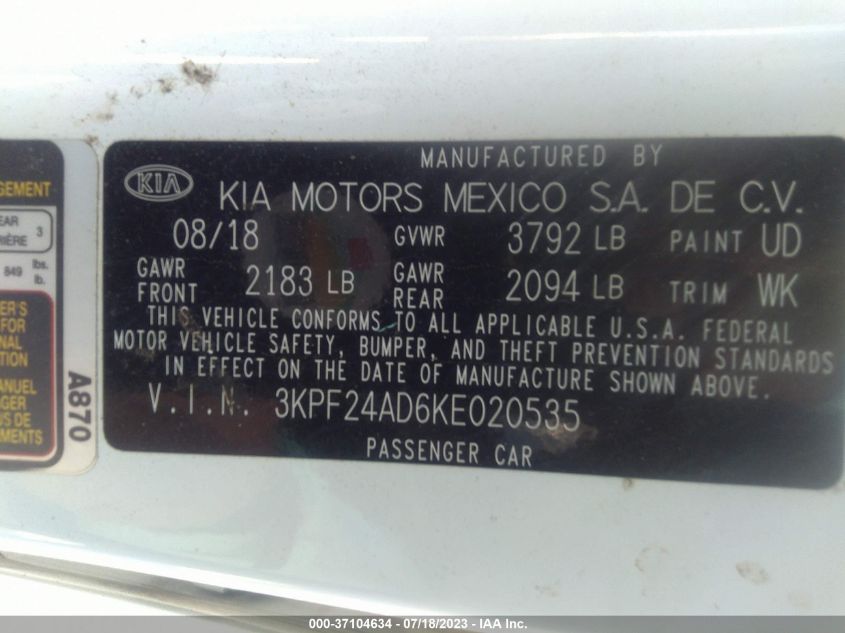 MANUFACTURED BY
KIA KIA MOTORS MEXICO S.A. DE C.V.
08/18 GVWR 3792 LB PAINT UD
GAWR FRONT 2183 LB GAWR REAR 2094 LB TRIM WK
THIS VEHICLE CONFORMS TO ALL APPLICABLE U.S.A. FEDERAL
MOTOR VEHICLE SAFETY, BUMPER, AND THEFT PREVENTION STANDARDS
IN EFFECT ON THE DATE OF MANUFACTURE SHOWN ABOVE.
V.I.N. 3KPF24AD6KE020535
PASSENGER CAR
3
849 lbs.
lb.
FOR
A870
000-37104634 - 07/18/2023 - IAA Inc.